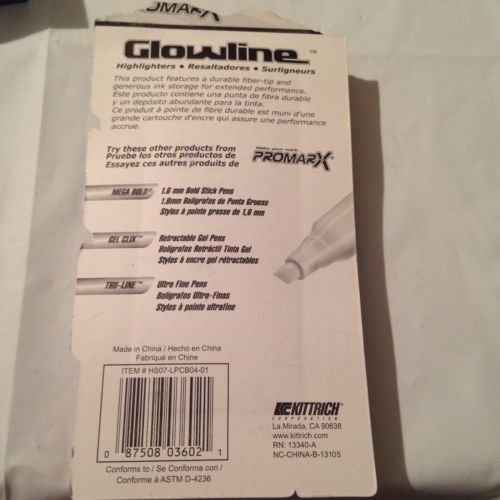 PROMARX
Glowline™
Highlighters • Resaltadores • Surligneurs
This product features a durable fiber-tip and
generous ink storage for extended performance.
Este producto contiene una punta de fibra durable
y un depósito abundante para la tinta.
Ce produit à pointe de fibre durable est muni d'une
grande cartouche d'encre qui assure une performance
accrue.
Try these other products from
Pruebe los otros productos de
Essayez ces autres produits de
Make your mark
PROMARX
MEGA BOLD®
1.6 mm Bold Stick Pens
1.6mm Bolígrafos de Punta Grueso
Stylos à pointe grasse de 1,6 mm
GEL CLIX™
Retractable Gel Pens
Bolígrafos Retráctil Tinta Gel
Stylos à encre gel rétractables
TRU-LINE™
Ultra Fine Pens
Bolígrafos Ultra-Finas
Stylos à pointe ultrafine
Made in China / Hecho en China
Fabriqué en Chine
ITEM # HS07-LPCB04-01
0 87508 03602 1
Conforms to / Se Conforma con /
Conforme à ASTM D-4236
KITTRICH
CORPORATION
La Mirada, CA 90638
www.kittrich.com
RN: 13340-A
NC-CHINA-B-13105